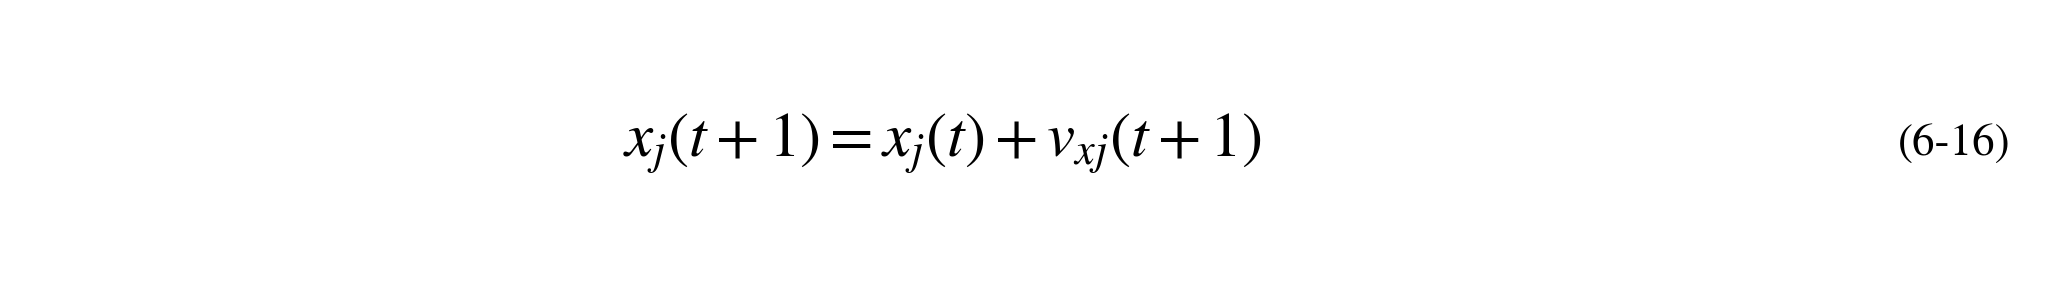 x_j(t + 1) = x_j(t) + v_{xj}(t + 1) (6-16)